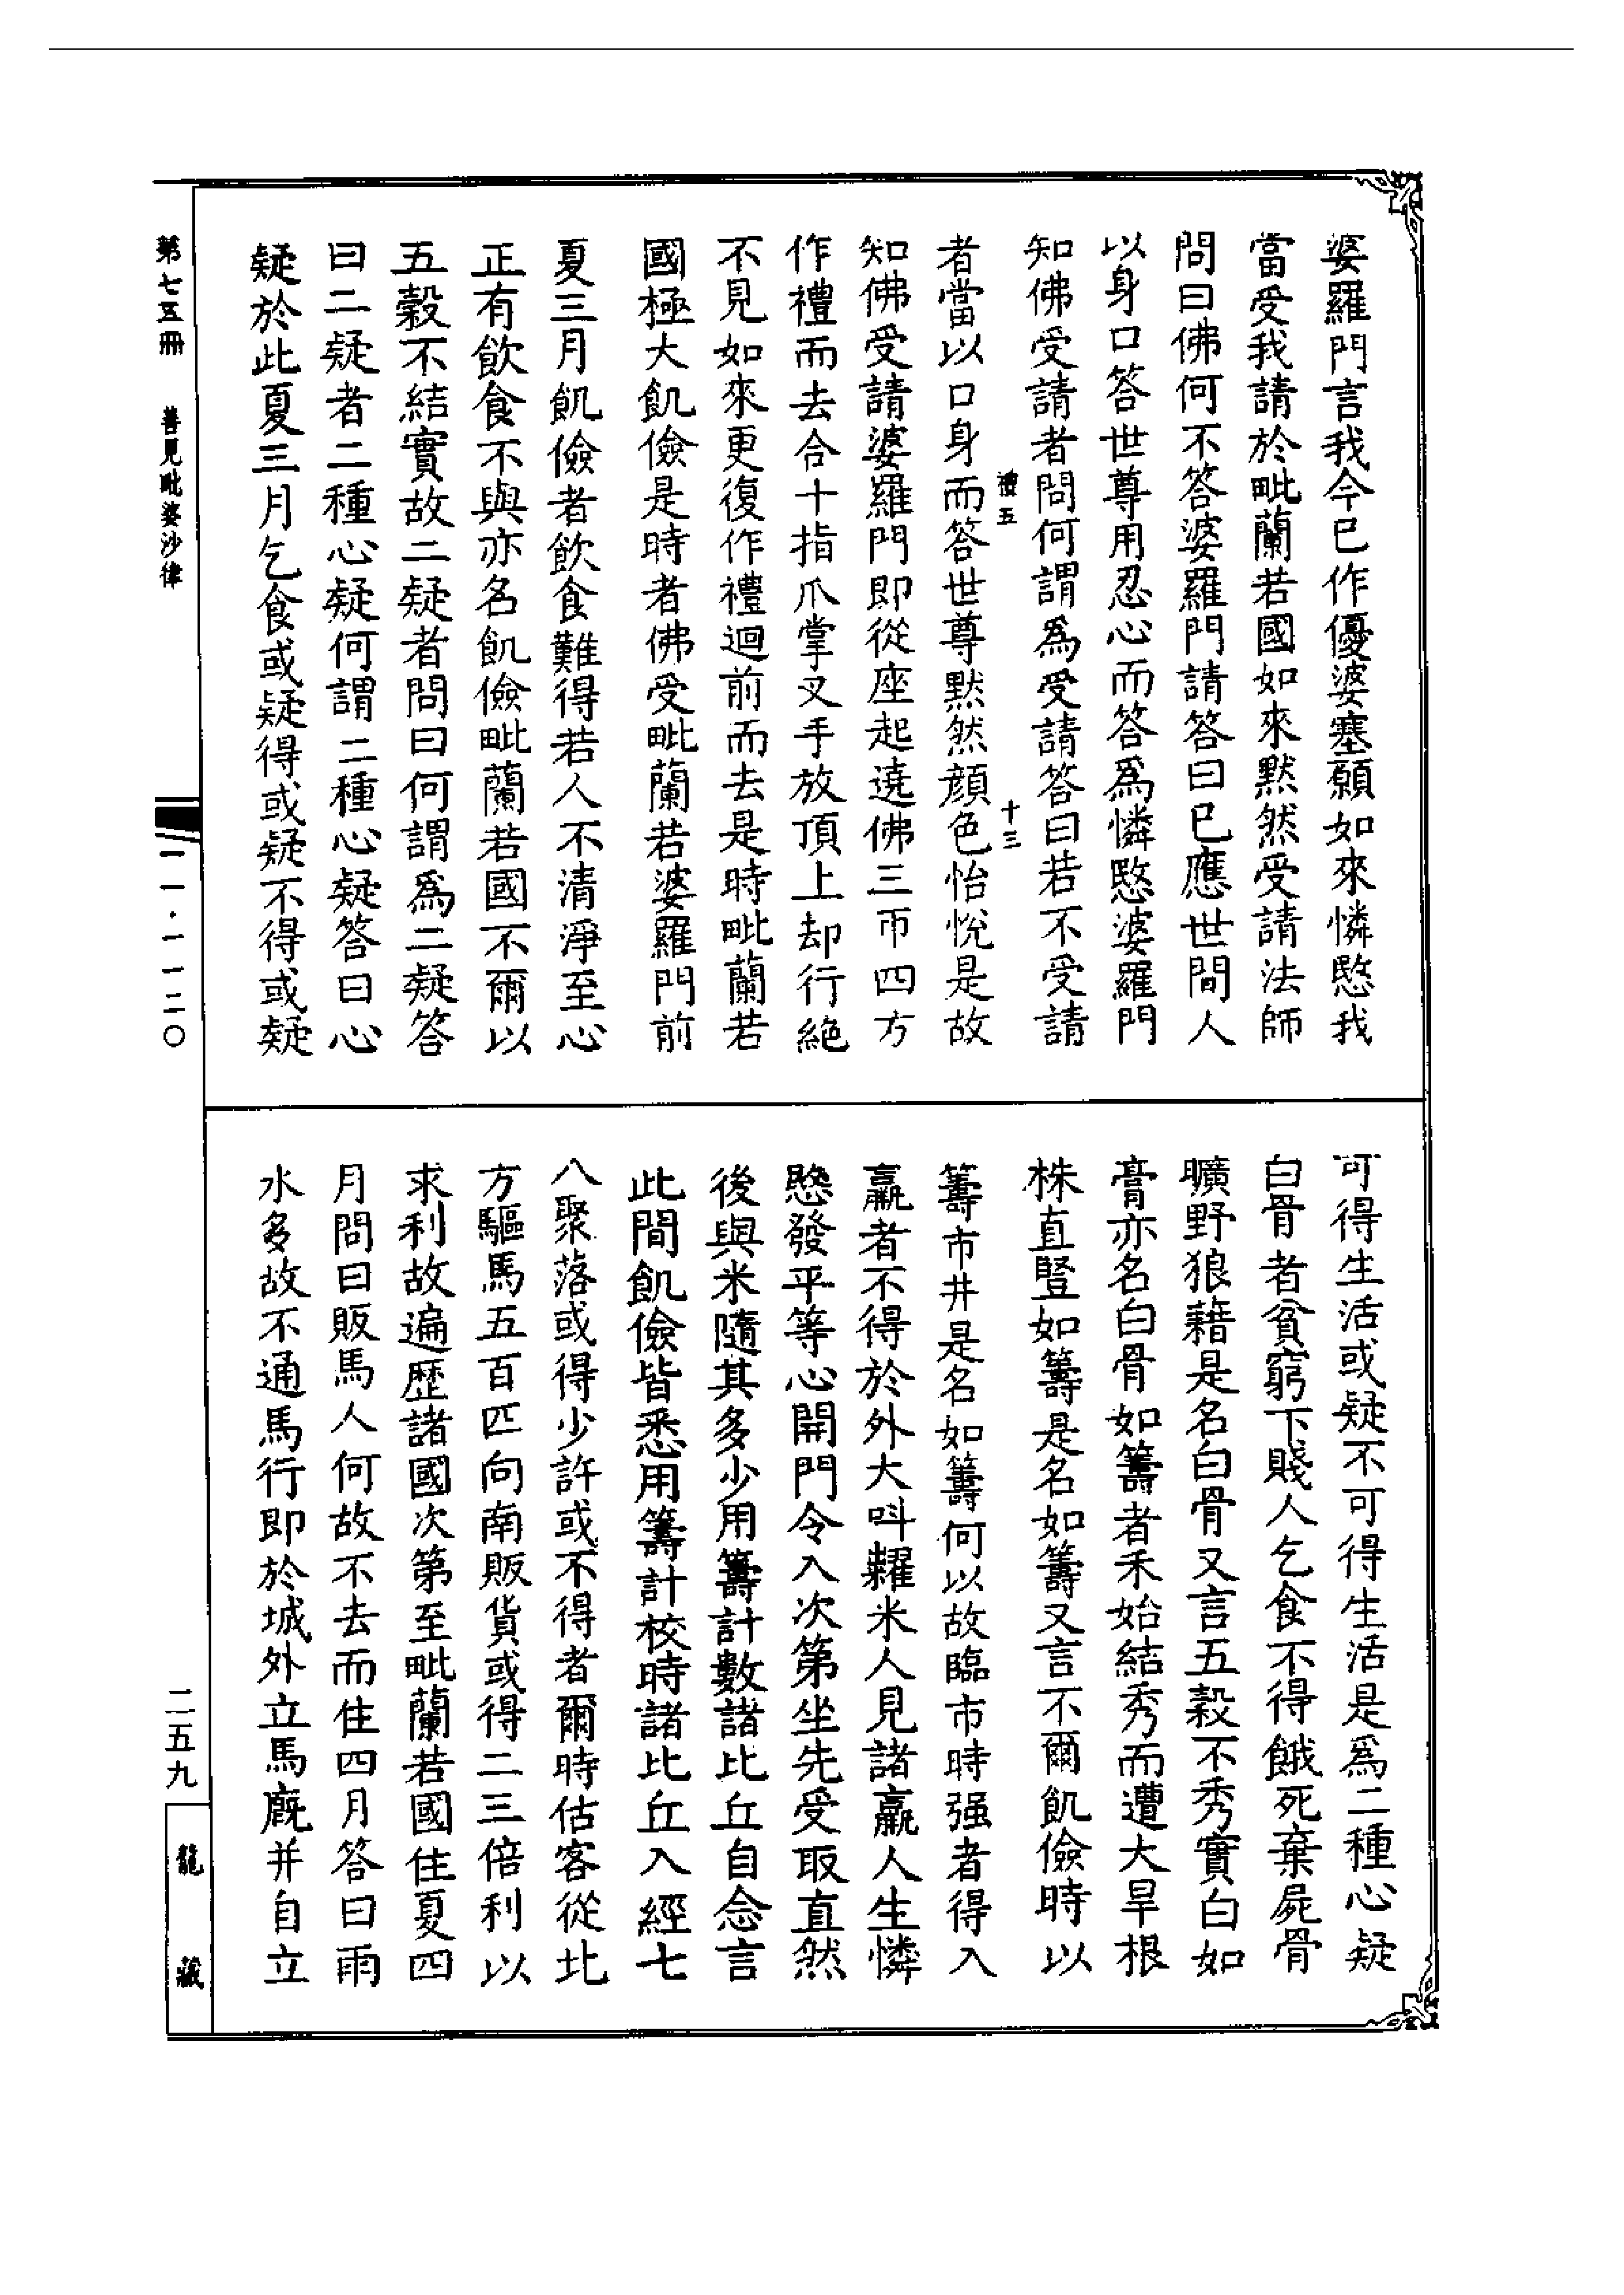 婆羅門言我今已作優婆塞願如來憐愍我
當受我請於毗蘭若國如來默然受請法師
問曰佛何不答婆羅門請答曰已應世間人
以身口答世尊用忍心而答爲憐愍婆羅門
知佛受請者問何謂爲受請答曰若不受請
禮五
十三
者當以口身而答世尊默然顔色怡悅是故
知佛受請婆羅門即從座起遶佛三帀四方
作禮而去合十指爪掌叉手放頂上却行絶
不見如來更復作禮迴前而去是時毗蘭若
國極大飢儉是時者佛受毗蘭若婆羅門前
夏三月飢儉者飲食難得若人不清淨至心
正有飲食不與亦名飢儉毗蘭若國不爾以
五穀不結實故二疑者問曰何謂爲二疑答
曰二疑者二種心疑何謂二種心疑答曰心
疑於此夏三月乞食或疑得或疑不得或疑
可得生活或疑不可得生活是爲二種心疑
白骨者貧窮下賤人乞食不得餓死棄屍骨
曠野狼藉是名白骨又言五穀不秀實白如
骨亦名白骨如籌者禾始結秀而遭大旱根
株直豎如籌是名如籌又言不爾飢儉時以
籌市井是名如籌何以故臨市時强者得入
羸者不得於外大叫糶米人見諸羸人生憐
愍發平等心開門令入次第坐先受取直然
後與米隨其多少用籌計數諸比丘自念言
此間飢儉皆悉用籌計校時諸比丘入經七
八聚落或得少許或不得者爾時估客從北
方驅馬五百匹向南販貨或得二三倍利以
求利故遍歷諸國次第至毗蘭若國住夏四
月問曰販馬人何故不去而住四月答曰雨
水多故不通馬行即於城外立馬廐并自立
第七五冊
善見毗婆沙律
一一·一一二〇
二五九
龍藏